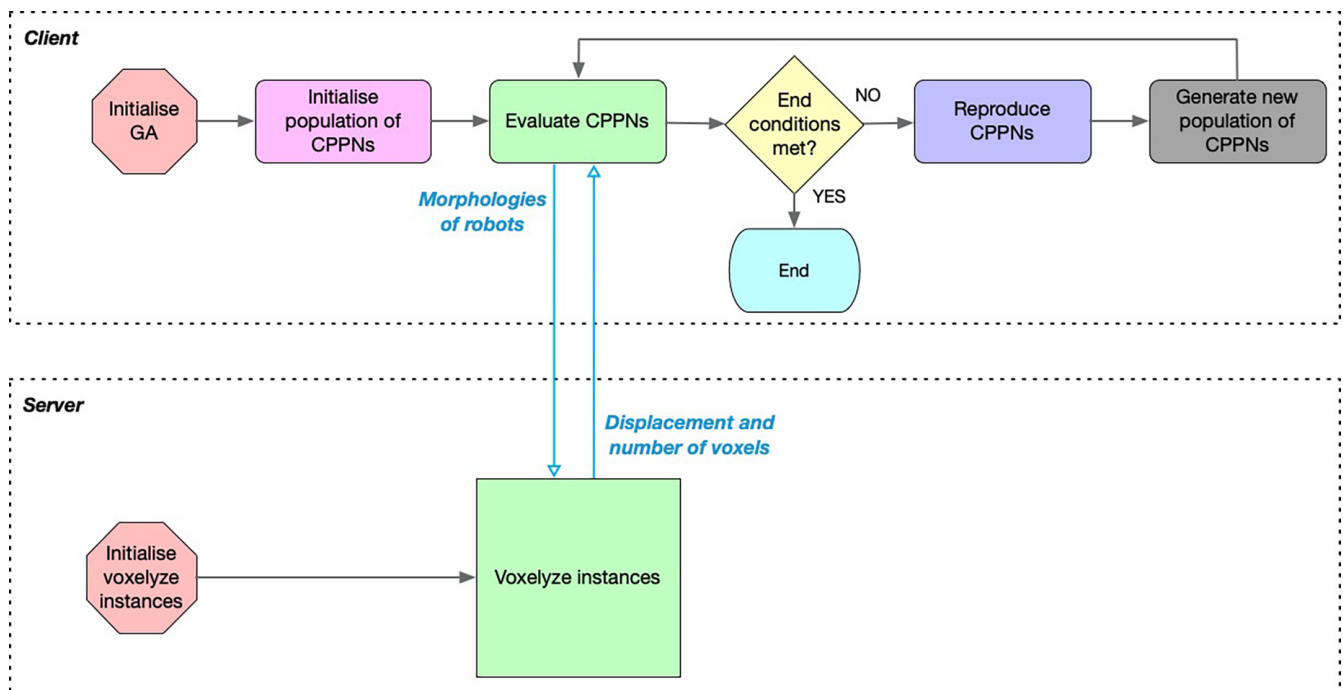 Client
Initialise
GA
Initialise
population of
CPPNs
Evaluate CPPNs
End
conditions
met?
NO
Reproduce
CPPNs
Generate new
population of
CPPNs
YES
Morphologies
of robots
End
Server
Displacement and
number of voxels
Initialise
voxelyze
instances
Voxelyze instances